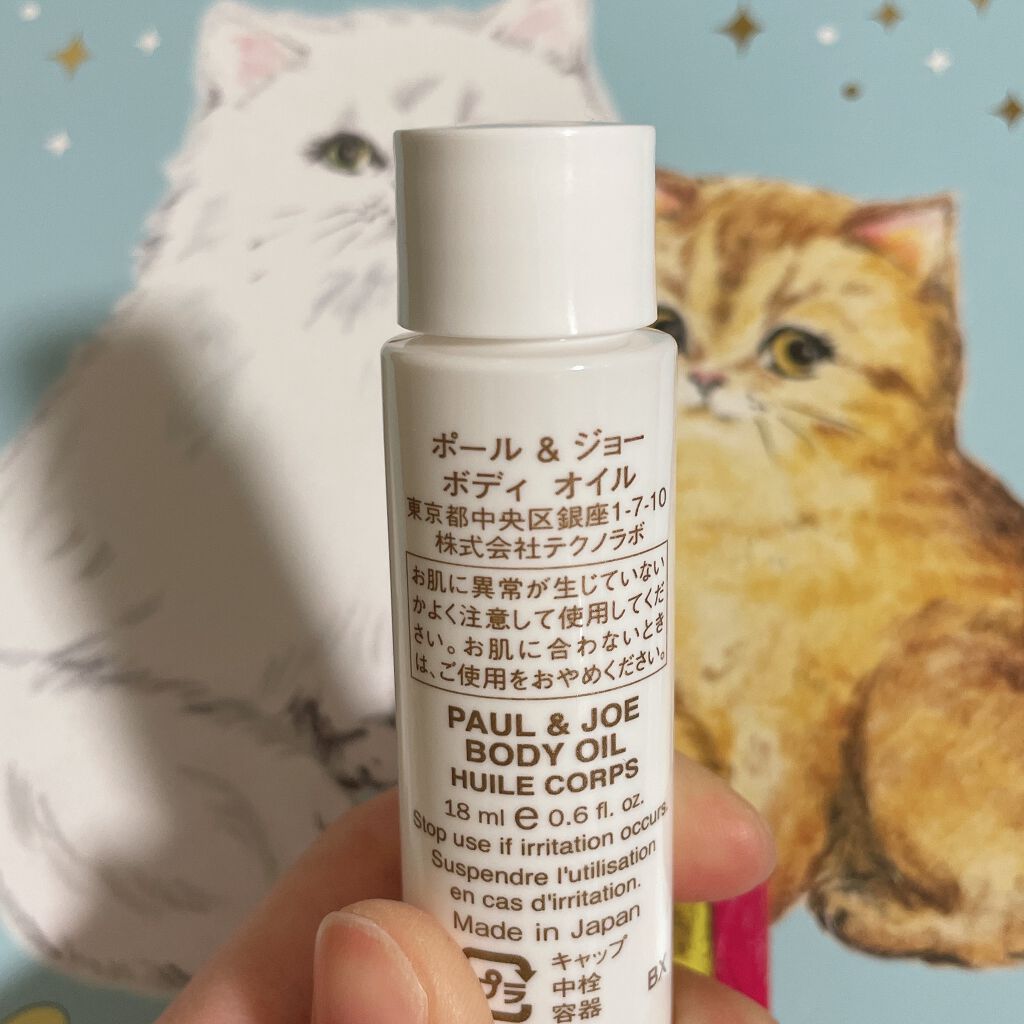 ポール & ジョー
ボディ オイル
東京都中央区銀座1-7-10
株式会社テクノラボ
お肌に異常が生じていない
かよく注意して使用してくだ
さい。お肌に合わないとき
は、ご使用をおやめください。
PAUL & JOE
BODY OIL
HUILE CORPS
18 ml e 0.6 fl. oz.
Stop use if irritation occurs.
Suspendre l'utilisation
en cas d'irritation.
Made in Japan
プラ
キャップ
中栓
容器
BX